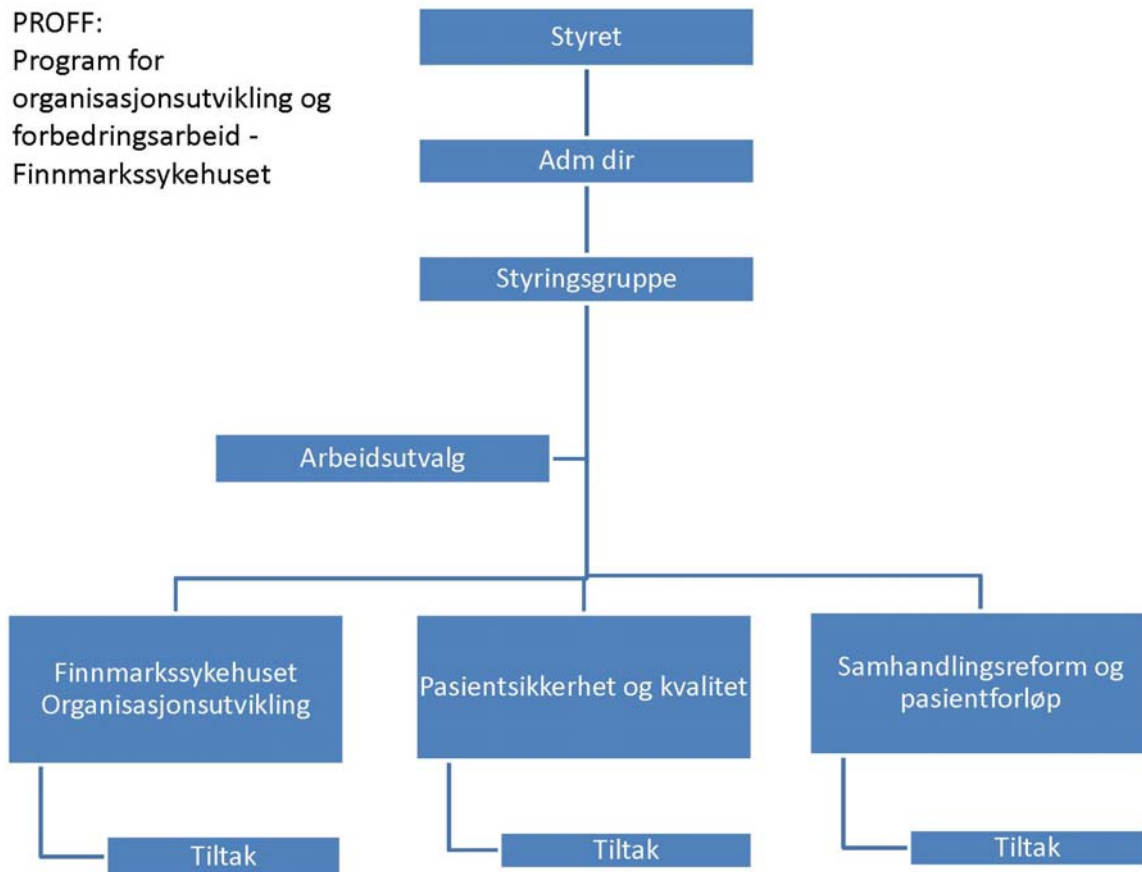 PROFF:
Program for
organisasjonsutvikling og
forbedringsarbeid -
Finnmarkssykehuset
Styret
Adm dir
Styringsgruppe
Arbeidsutvalg
Finnmarkssykehuset
Organisasjonsutvikling
Pasientsikkerhet og kvalitet
Samhandlingsreform og
pasientforløp
Tiltak
Tiltak
Tiltak